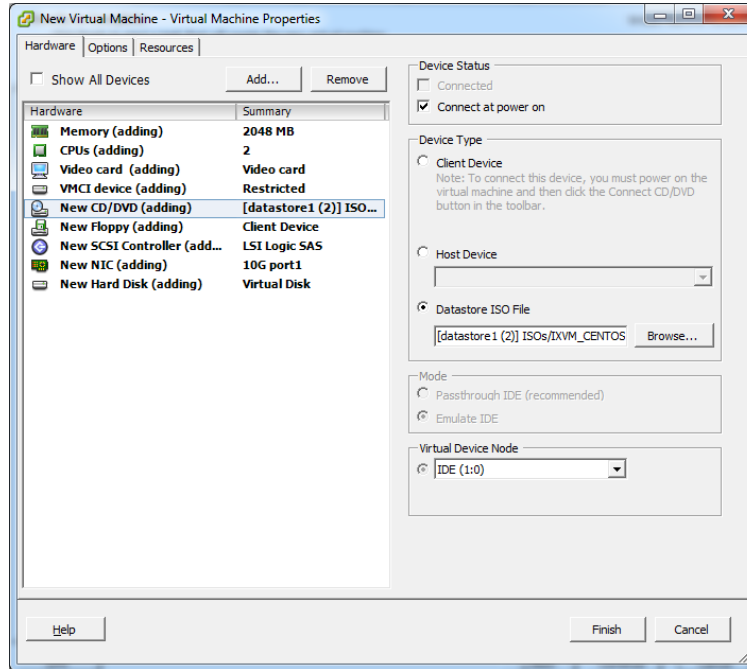 New Virtual Machine - Virtual Machine Properties
Hardware Options Resources
Show All Devices Add... Remove
Hardware Summary
Memory (adding) 2048 MB
CPUs (adding) 2
Video card (adding) Video card
VMCI device (adding) Restricted
New CD/DVD (adding) [datastore1 (2)] ISO...
New Floppy (adding) Client Device
New SCSI Controller (add... LSI Logic SAS
New NIC (adding) 10G port1
New Hard Disk (adding) Virtual Disk
Device Status
Connected
Connect at power on
Device Type
Client Device
Note: To connect this device, you must power on the
virtual machine and then click the Connect CD/DVD
button in the toolbar.
Host Device
Datastore ISO File
[datastore1 (2)] ISOs/IXVM_CENTOS Browse...
Mode
Passthrough IDE (recommended)
Emulate IDE
Virtual Device Node
IDE (1:0)
Help Finish Cancel